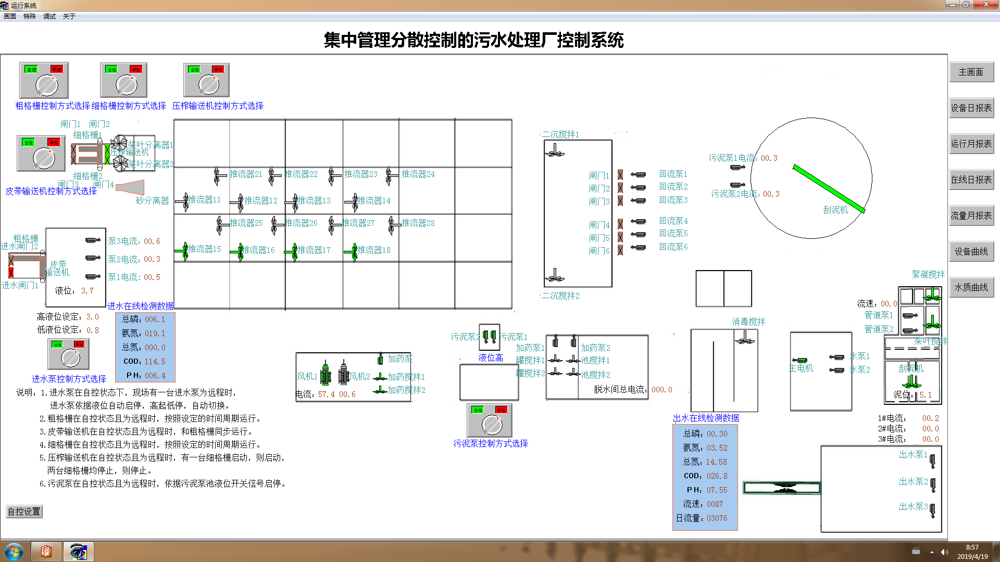 运行系统
画面 特殊 调试 关于
集中管理分散控制的污水处理厂控制系统
自控 手控
自控 手控
自控 手控
粗格栅控制方式选择
细格栅控制方式选择
压榨输送机控制方式选择
主画面
设备日报表
运行月报表
在线日报表
流量月报表
设备曲线
水质曲线
闸门1 闸门2
细格栅1
桨叶分离器1
压榨输送机
桨叶分离器2
细格栅2
闸门3 闸门4
自控 手控
皮带输送机控制方式选择
砂分离器
推流器21 推流器22 推流器23 推流器24
推流器11 推流器12 推流器13 推流器14
推流器25 推流器26 推流器27 推流器28
推流器15 推流器16 推流器17 推流器18
二沉搅拌1
闸门1 回流泵1
闸门2 回流泵2
闸门3 回流泵3
闸门4 回流泵4
闸门5 回流泵5
闸门6 回流泵6
二沉搅拌2
污泥泵1电流: 00.3
污泥泵2电流: 00.3
刮泥机
粗格栅
进水闸门2
皮带
输送机
进水闸门1
泵3电流: 00.6
泵2电流: 00.3
泵1电流: 00.5
液位: 3.7
高液位设定: 3.0
低液位设定: 0.8
自控 手控
进水泵控制方式选择
进水在线检测数据
总磷: 006.1
氨氮: 019.1
总氮: 000.0
COD: 114.5
PH: 006.4
说明: 1.进水泵在自控状态下, 现场有一台进水泵为远程时,
进水泵依据液位自动启停, 高起低停, 自动切换。
2.粗格栅在自控状态且为远程时, 按照设定的时间周期运行。
3.皮带输送机在自控状态且为远程时, 和粗格栅同步运行。
4.细格栅在自控状态且为远程时, 按照设定的时间周期运行。
5.压榨输送机在自控状态且为远程时, 有一台细格栅启动, 则启动,
两台细格栅均停止, 则停止。
6.污泥泵在自控状态且为远程时, 依据污泥泵池液位开关信号启停。
自控设置
风机1 风机2
加药泵
加药搅拌1
加药搅拌2
电流: 57.4 00.6
污泥泵2 污泥泵1
液位高
自控 手控
污泥泵控制方式选择
加药泵1 加药泵2
罐搅拌1 池搅拌1
罐搅拌2 池搅拌2
脱水间总电流: 000.0
消毒搅拌
出水在线检测数据
总磷: 00.30
氨氮: 03.52
总氮: 14.58
COD: 026.8
PH: 07.55
流速: 0087
日流量: 03076
主电机
水泵1
水泵2
絮凝搅拌
流速: 00.0
管道泵1
管道泵2
桨叶搅拌
刮泥机
泥位: 5.1
1#电流: 00.2
2#电流: 00.0
3#电流: 00.0
出水泵1
出水泵2
出水泵3
8:57
2019/4/19